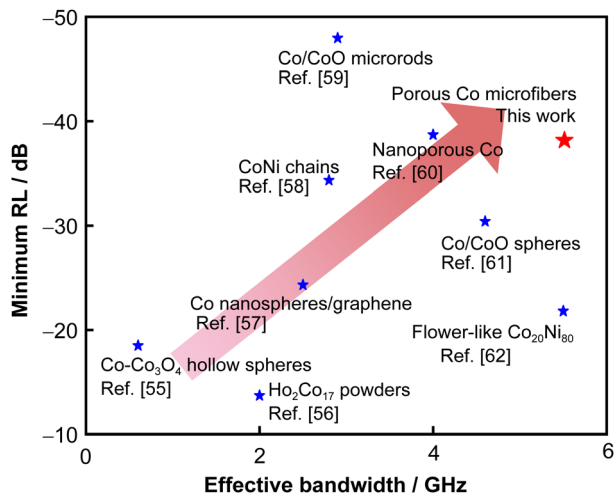 −50
Co/CoO microrods
Ref. [59]
Porous Co microfibers
This work
−40
Nanoporous Co
Ref. [60]
CoNi chains
Ref. [58]
Minimum RL / dB
−30
Co/CoO spheres
Ref. [61]
Co nanospheres/graphene
Ref. [57]
−20
Flower-like Co₂₀Ni₈₀
Ref. [62]
Co-Co₃O₄ hollow spheres
Ref. [55]
Ho₂Co₁₇ powders
Ref. [56]
−10
0 2 4 6
Effective bandwidth / GHz